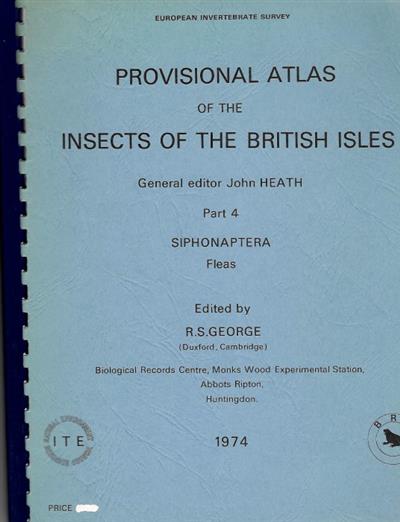 EUROPEAN INVERTEBRATE SURVEY
PROVISIONAL ATLAS
OF THE
INSECTS OF THE BRITISH ISLES
General editor John HEATH
Part 4
SIPHONAPTERA
Fleas
Edited by
R.S.GEORGE
(Duxford, Cambridge)
Biological Records Centre, Monks Wood Experimental Station,
Abbots Ripton,
Huntingdon.
ITE
1974
B R
PRICE